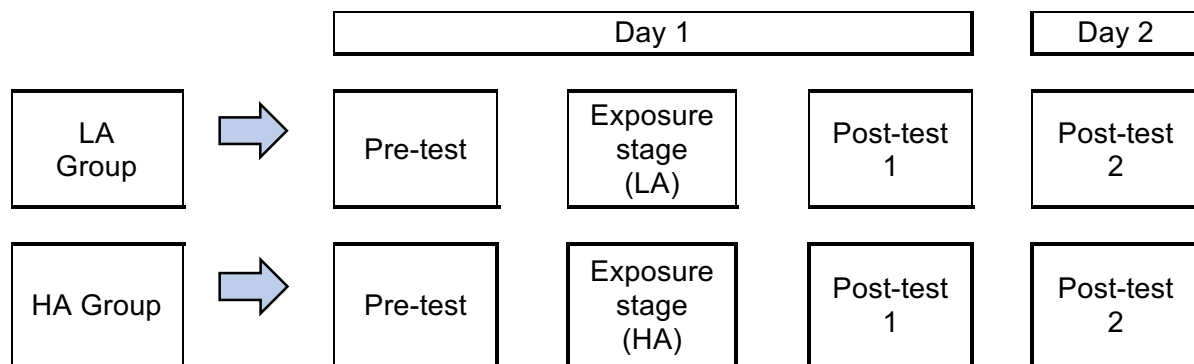 Day 1
Day 2
LA
Group
Pre-test
Exposure
stage
(LA)
Post-test
1
Post-test
2
HA Group
Pre-test
Exposure
stage
(HA)
Post-test
1
Post-test
2